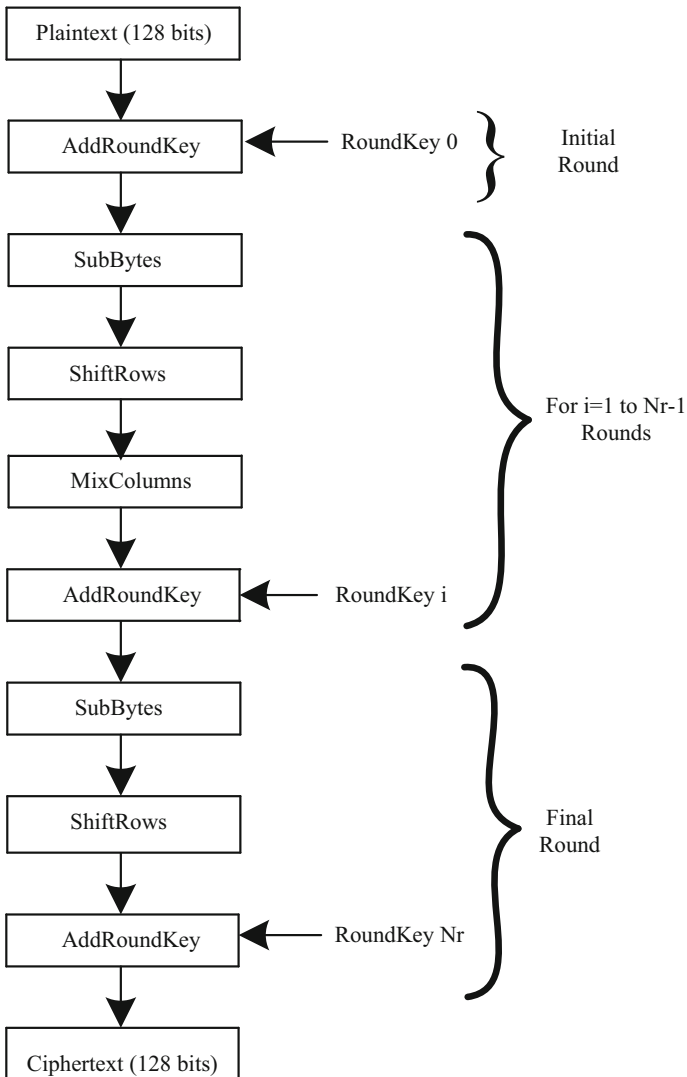 Plaintext (128 bits)
AddRoundKey
RoundKey 0
Initial
Round
SubBytes
ShiftRows
For i=1 to Nr-1
Rounds
MixColumns
AddRoundKey
RoundKey i
SubBytes
ShiftRows
Final
Round
AddRoundKey
RoundKey Nr
Ciphertext (128 bits)